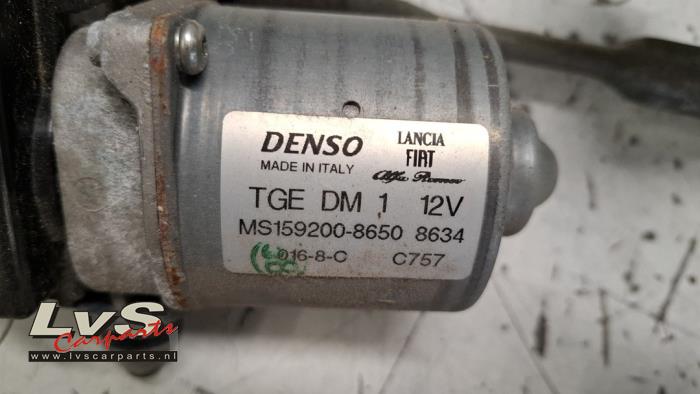 DENSO LANCIA
MADE IN ITALY FIAT
Alfa Romeo
TGE DM 1 12V
MS159200-8650 8634
016-8-C C757
LvS
Carparts
www.lvscarparts.nl